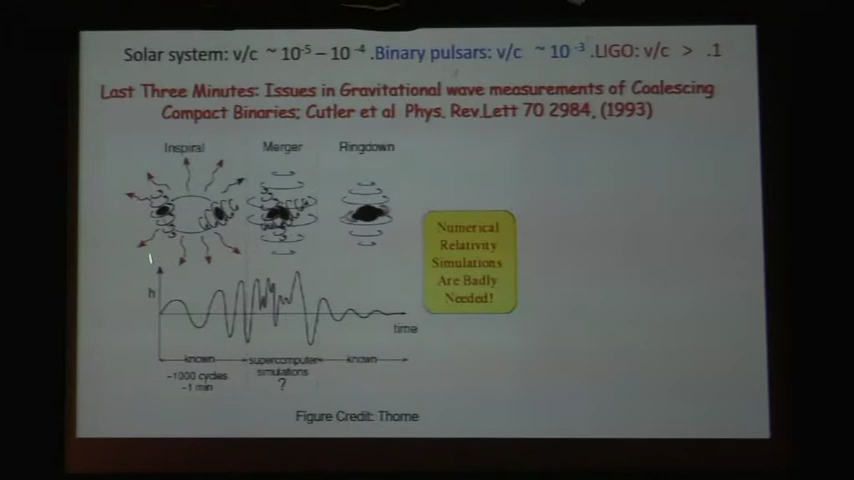 Solar system: v/c ~ 10⁻⁵ – 10⁻⁴ .Binary pulsars: v/c ~ 10⁻³ .LIGO: v/c > .1
Last Three Minutes: Issues in Gravitational wave measurements of Coalescing
Compact Binaries; Cutler et al Phys. Rev.Lett 70 2984, (1993)
Inspiral Merger Ringdown
Numerical
Relativity
Simulations
Are Badly
Needed!
h
time
known supercomputer known
simulations
~1000 cycles
~1 min
?
Figure Credit: Thorne